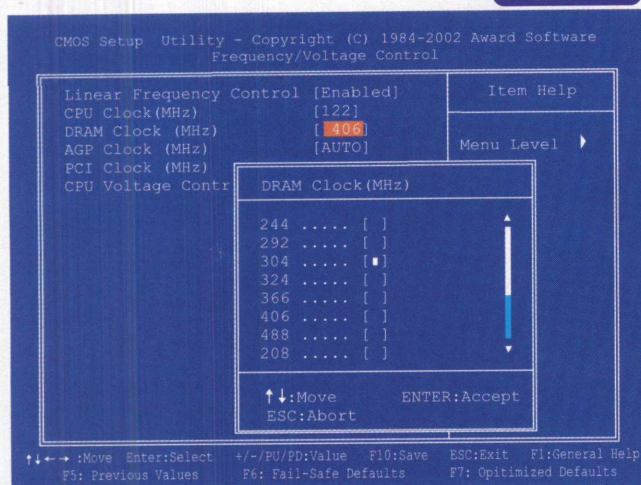 CMOS Setup Utility - Copyright (C) 1984-2002 Award Software
Frequency/Voltage Control
Linear Frequency Control [Enabled]
CPU Clock(MHz) [122]
DRAM Clock (MHz) [ 406]
AGP Clock (MHz) [AUTO]
PCI Clock(MHz)
CPU Voltage Contr
Item Help
Menu Level
DRAM Clock(MHz)
244 ..... [ ]
292 ..... [ ]
304 ..... [▪]
324 ..... [ ]
366 ..... [ ]
406 ..... [ ]
488 ..... [ ]
208 ..... [ ]
↑↓:Move ENTER:Accept
ESC:Abort
↑↓←→ :Move Enter:Select +/-/PU/PD:Value F10:Save ESC:Exit F1:General Help
F5: Previous Values F6: Fail-Safe Defaults F7: Opitimized Defaults